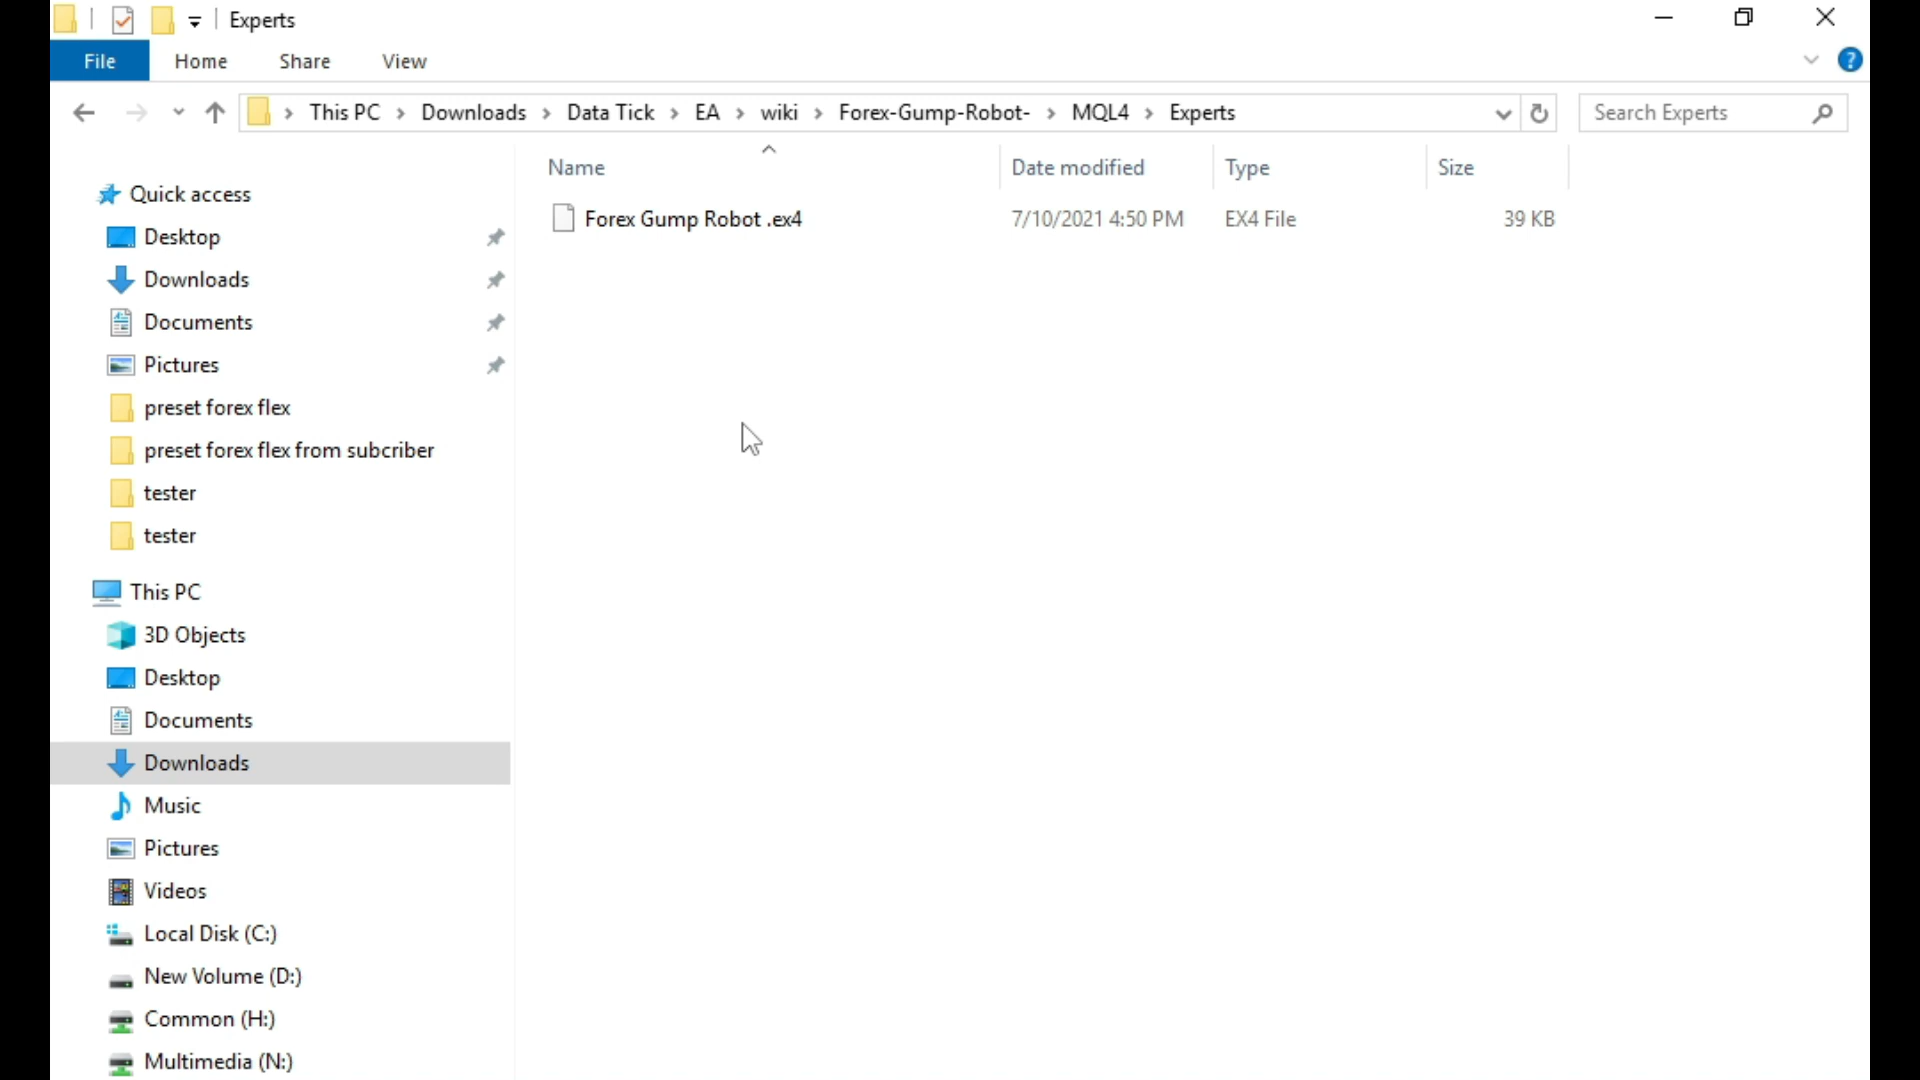 Experts
File Home Share View
This PC > Downloads > Data Tick > EA > wiki > Forex-Gump-Robot- > MQL4 > Experts
Search Experts
Name Date modified Type Size
Forex Gump Robot .ex4 7/10/2021 4:50 PM EX4 File 39 KB
Quick access
Desktop
Downloads
Documents
Pictures
preset forex flex
preset forex flex from subcriber
tester
tester
This PC
3D Objects
Desktop
Documents
Downloads
Music
Pictures
Videos
Local Disk (C:)
New Volume (D:)
Common (H:)
Multimedia (N:)